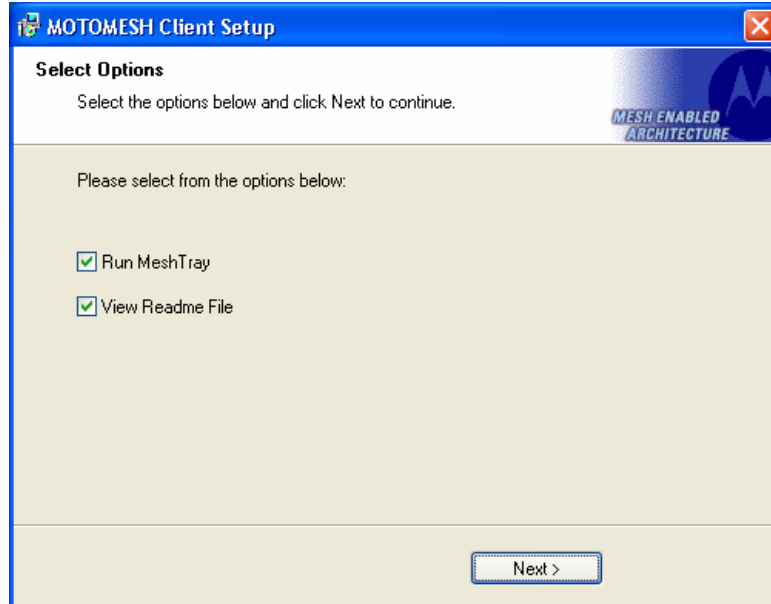 MOTOMESH Client Setup
Select Options
Select the options below and click Next to continue.
MESH ENABLED
ARCHITECTURE
Please select from the options below:
Run MeshTray
View Readme File
Next >